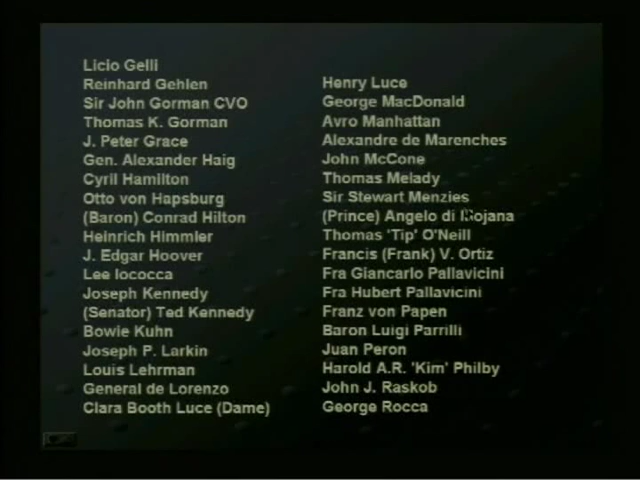 Licio Gelli
Reinhard Gehlen
Sir John Gorman CVO
Thomas K. Gorman
J. Peter Grace
Gen. Alexander Haig
Cyril Hamilton
Otto von Hapsburg
(Baron) Conrad Hilton
Heinrich Himmler
J. Edgar Hoover
Lee Iococca
Joseph Kennedy
(Senator) Ted Kennedy
Bowie Kuhn
Joseph P. Larkin
Louis Lehrman
General de Lorenzo
Clara Booth Luce (Dame)
Henry Luce
George MacDonald
Avro Manhattan
Alexandre de Marenches
John McCone
Thomas Melady
Sir Stewart Menzies
(Prince) Angelo di Mojana
Thomas 'Tip' O'Neill
Francis (Frank) V. Ortiz
Fra Giancarlo Pallavicini
Fra Hubert Pallavicini
Franz von Papen
Baron Luigi Parrilli
Juan Peron
Harold A.R. 'Kim' Philby
John J. Raskob
George Rocca